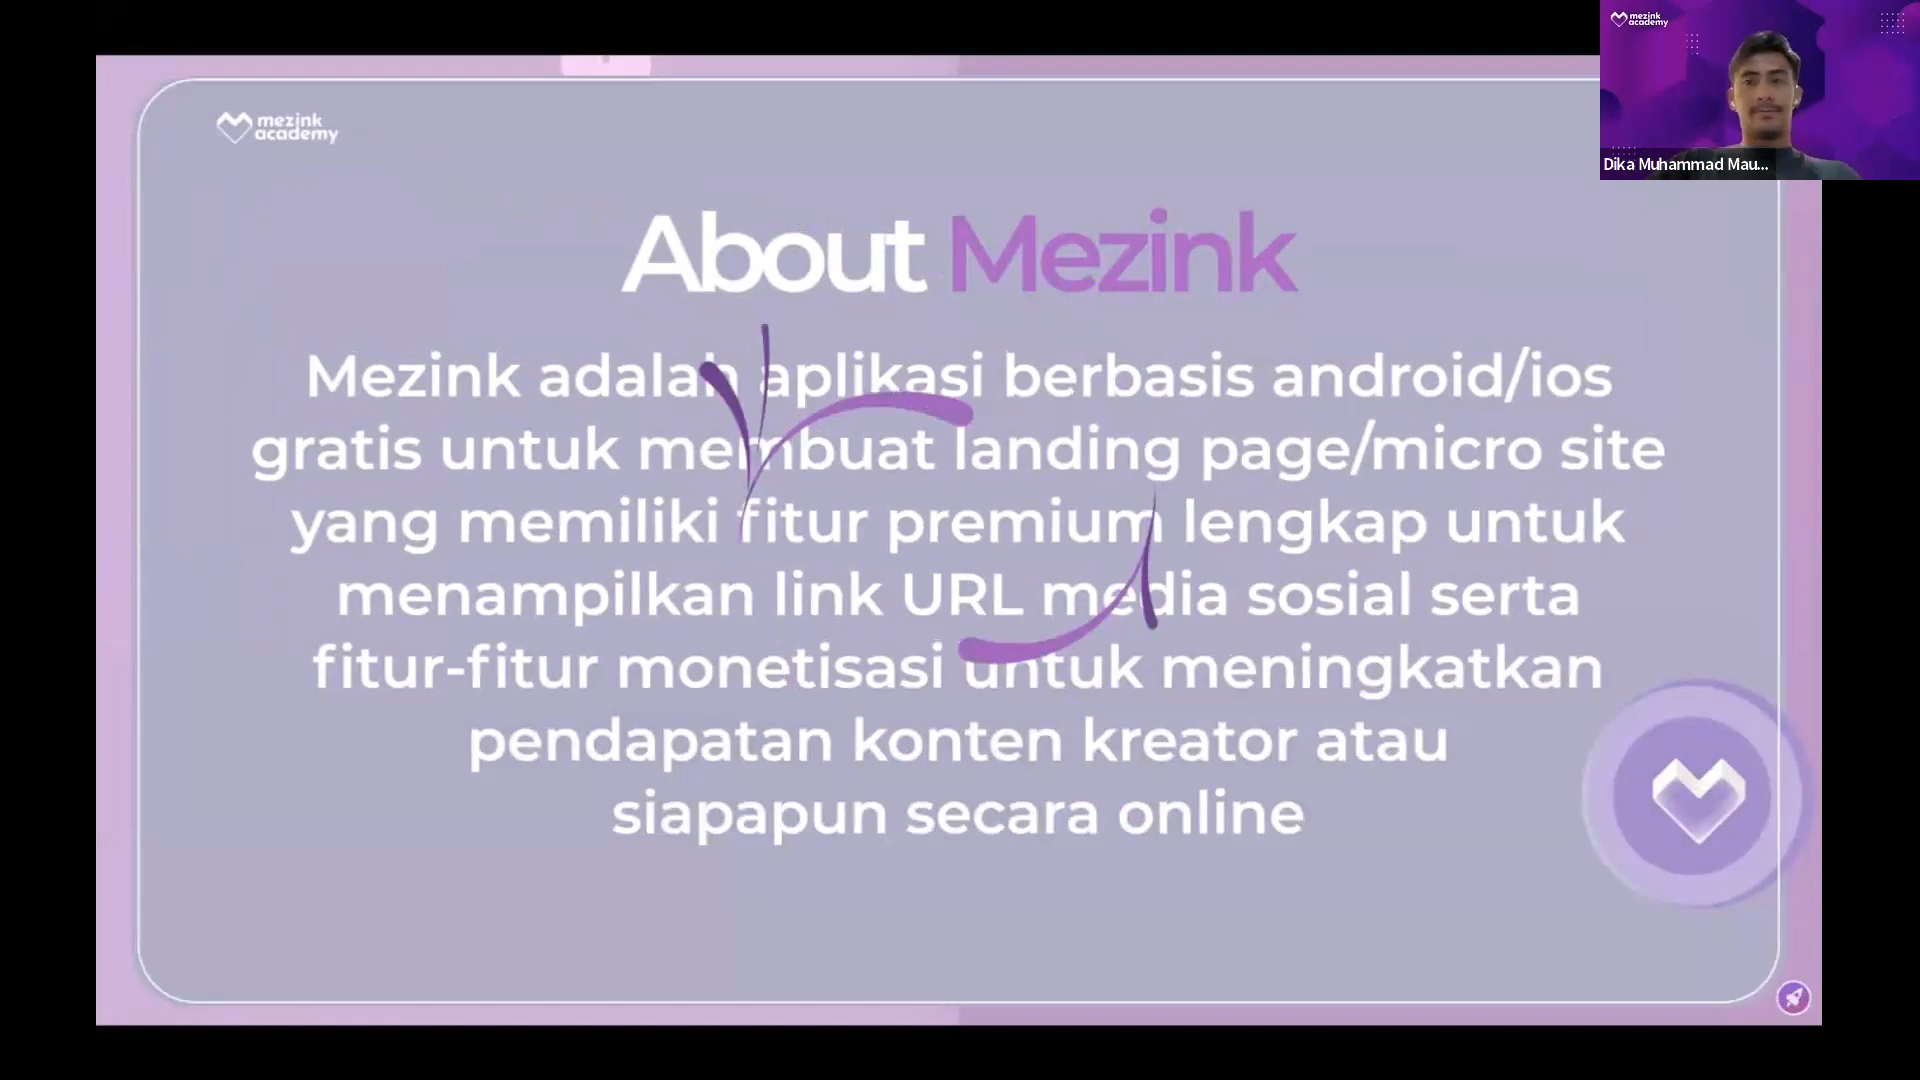 mezink
academy
Dika Muhammad Mau...
mezink
academy
About Mezink
Mezink adalah aplikasi berbasis android/ios
gratis untuk membuat landing page/micro site
yang memiliki fitur premium lengkap untuk
menampilkan link URL media sosial serta
fitur-fitur monetisasi untuk meningkatkan
pendapatan konten kreator atau
siapapun secara online